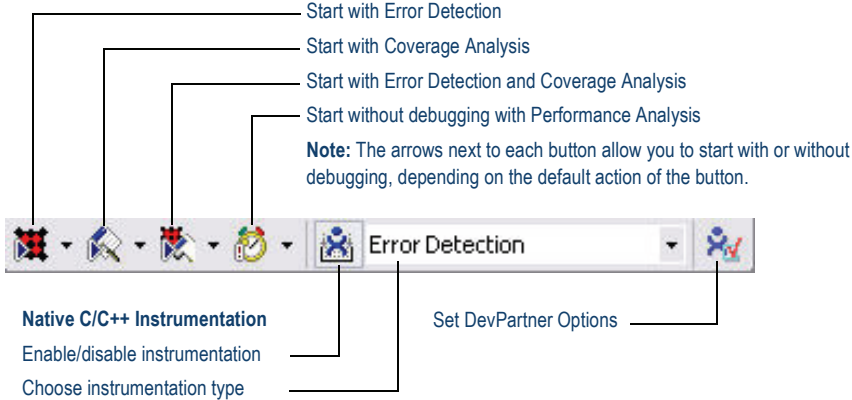 Start with Error Detection
Start with Coverage Analysis
Start with Error Detection and Coverage Analysis
Start without debugging with Performance Analysis
Note: The arrows next to each button allow you to start with or without
debugging, depending on the default action of the button.
Error Detection
Native C/C++ Instrumentation
Set DevPartner Options
Enable/disable instrumentation
Choose instrumentation type